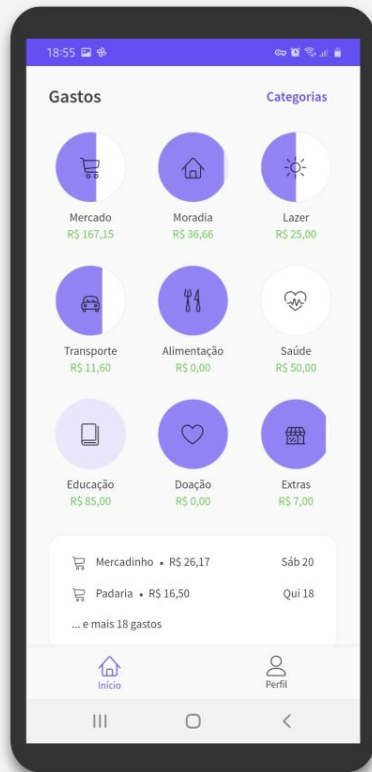 18:55
Gastos Categorias
Mercado Moradia Lazer
R$ 167,15 R$ 36,66 R$ 25,00
Transporte Alimentação Saúde
R$ 11,60 R$ 0,00 R$ 50,00
Educação Doação Extras
R$ 85,00 R$ 0,00 R$ 7,00
Mercadinho • R$ 26,17 Sáb 20
Padaria • R$ 16,50 Qui 18
... e mais 18 gastos
Início Perfil